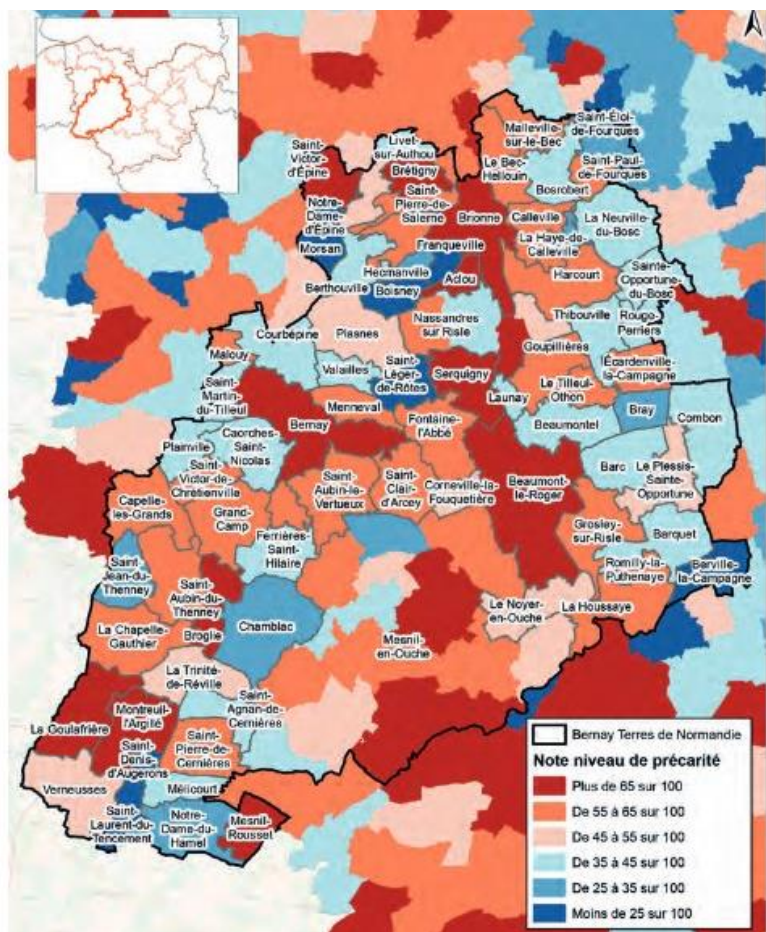 Malleville-
sur-le-Bec
Saint-Éloi-
de-Fourques
Livet-
sur-Authou
Saint-
Victor-
d'Épine
Brétigny
Le Bec-
Hellouin
Saint-Paul-
de-Fourques
Bosrobert
Saint-
Pierre-de-
Salerne
Notre-
Dame-
d'Épine
Brionne
Calleville
La Neuville-
du-Bosc
La Haye-de-
Calleville
Morsan
Franqueville
Hecmanville
Aclou
Harcourt
Sainte-
Opportune-
du-Bosc
Berthouville
Boisney
Nassandres
sur Risle
Thibouville
Rouge-
Perriers
Courbépine
Plasnes
Goupillières
Malouy
Valailles
Saint-
Léger-
de-Rôtes
Serquigny
Écardenville-
la-Campagne
Saint-
Martin-
du-Tilleul
Menneval
Launay
Le Tilleul-
Othon
Bray
Combon
Bernay
Fontaine-
l'Abbé
Beaumontel
Plainville
Caorches-
Saint-
Nicolas
Saint-
Victor-de-
Chrétienville
Barc
Le Plessis-
Sainte-
Opportune
Capelle-
les-Grands
Grand-
Camp
Saint-
Aubin-le-
Vertueux
Saint-
Clair-
d'Arcey
Corneville-la-
Fouquetière
Beaumont-
le-Roger
Grosley-
sur-Risle
Barquet
Ferrières-
Saint-
Hilaire
Saint-
Jean-du-
Thenney
Romilly-la-
Puthenaye
Berville-
la-Campagne
Saint-
Aubin-du-
Thenney
Chamblac
Le Noyer-
en-Ouche
La Houssaye
La Chapelle-
Gauthier
Broglie
Mesnil-
en-Ouche
La Trinité-
de-Réville
Saint-
Agnan-de-
Cernières
La Goulafrière
Montreuil-
l'Argillé
Saint-
Pierre-de-
Cernières
Saint-
Denis-
d'Augerons
Verneusses
Mélicourt
Saint-
Laurent-du-
Tencement
Notre-
Dame-du-
Hamel
Mesnil-
Rousset
Bernay Terres de Normandie
Note niveau de précarité
Plus de 65 sur 100
De 55 à 65 sur 100
De 45 à 55 sur 100
De 35 à 45 sur 100
De 25 à 35 sur 100
Moins de 25 sur 100